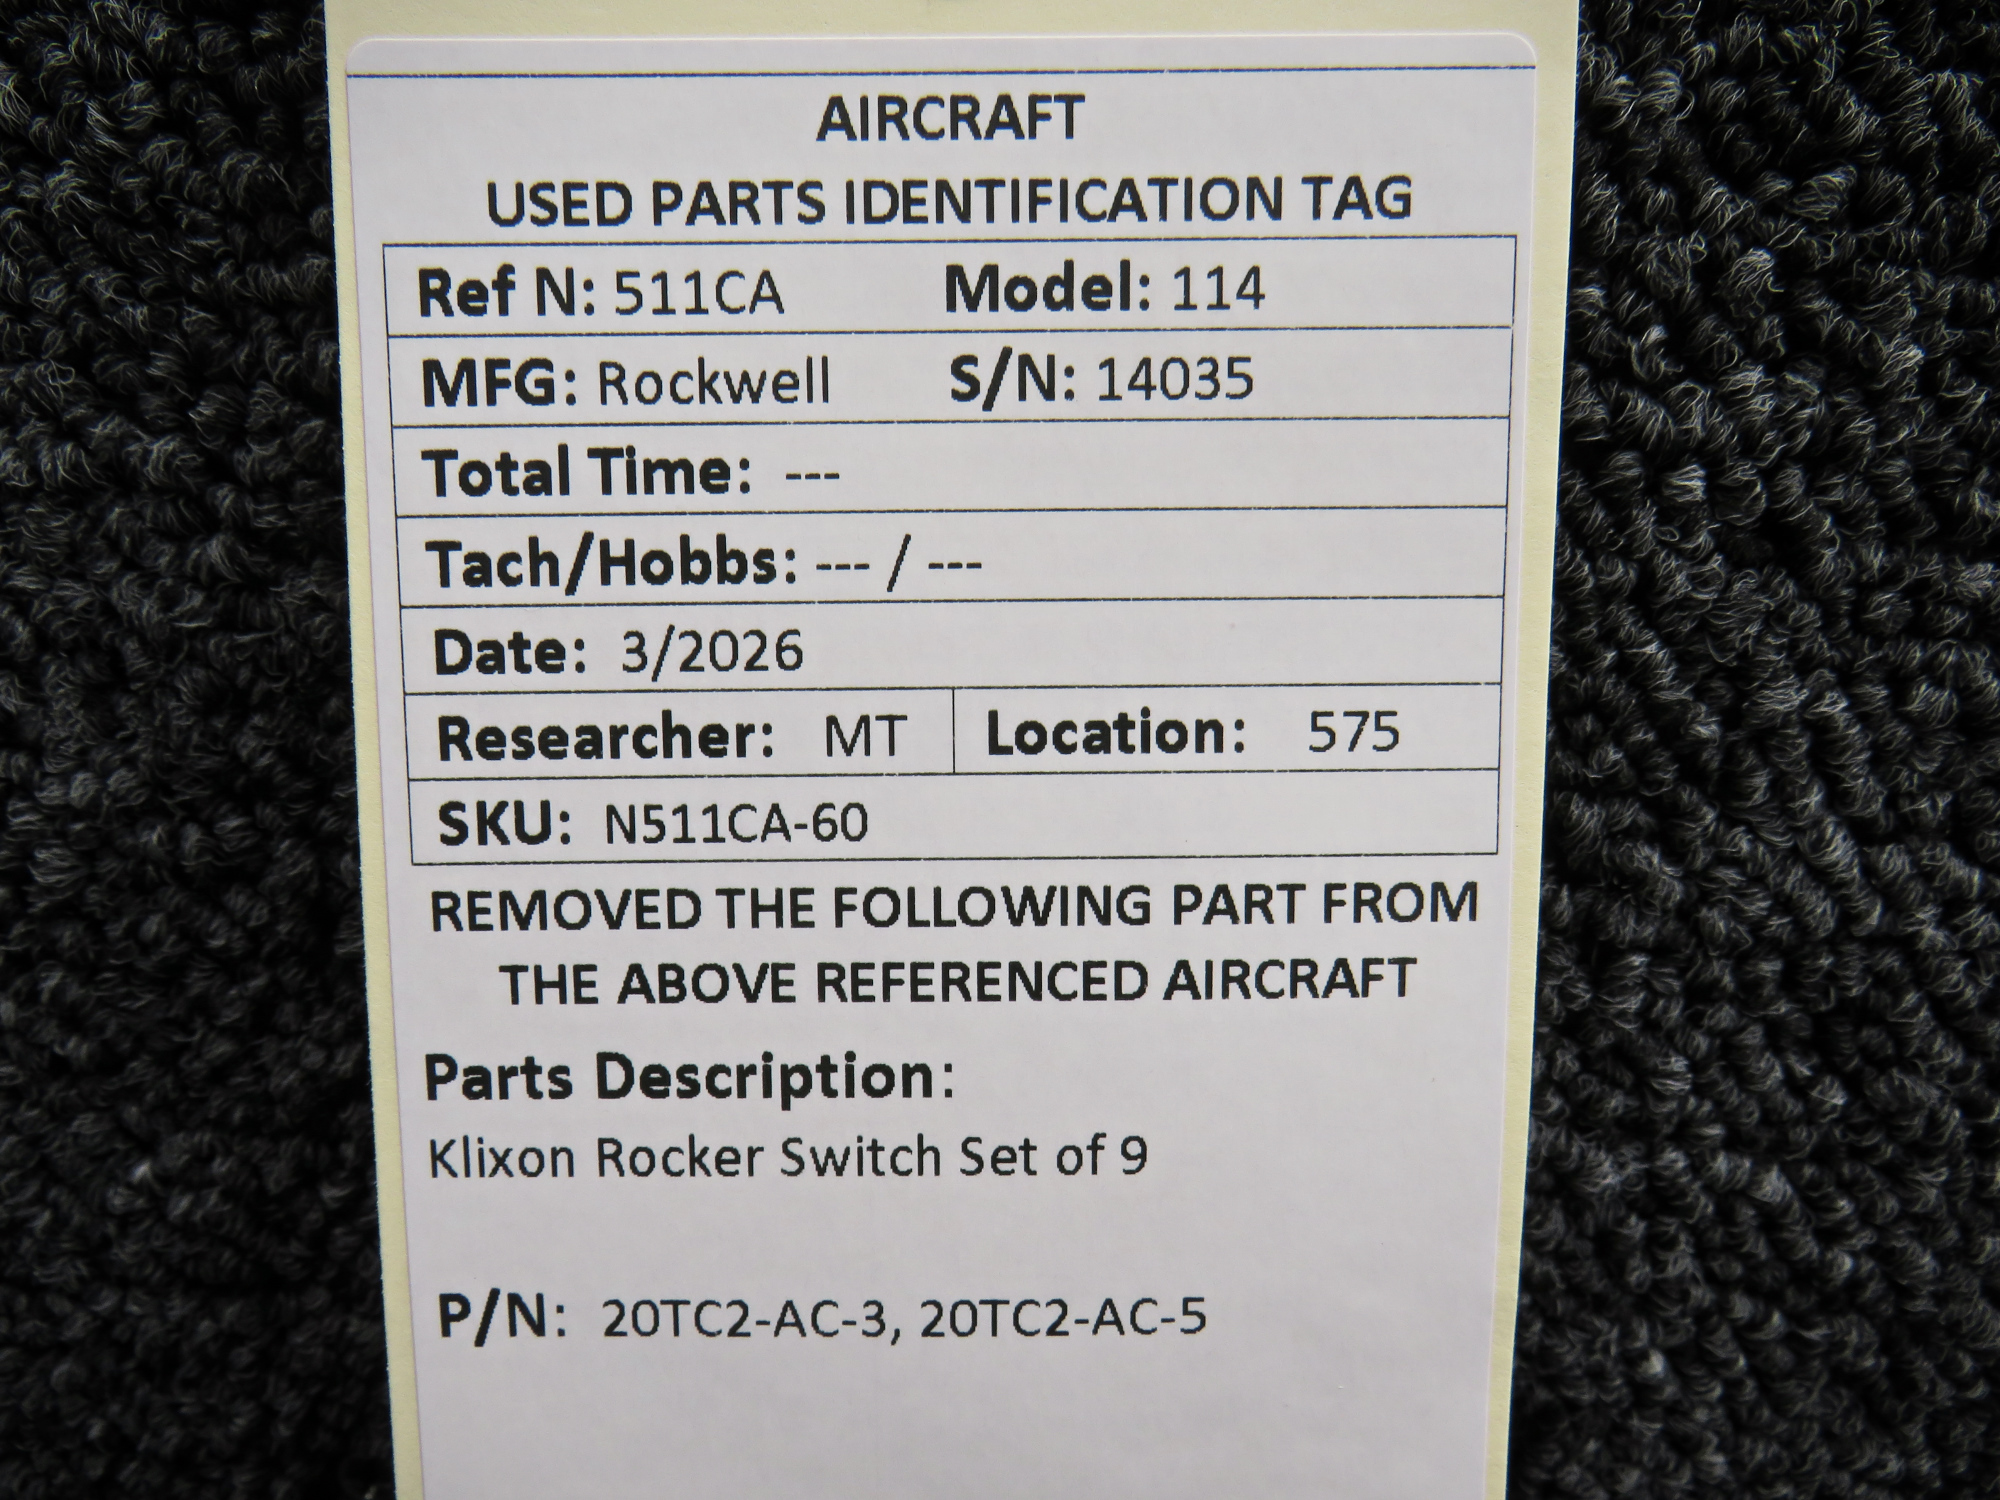 AIRCRAFT
USED PARTS IDENTIFICATION TAG
Ref N: 511CA Model: 114
MFG: Rockwell S/N: 14035
Total Time: ---
Tach/Hobbs: --- / ---
Date: 3/2026
Researcher: MT Location: 575
SKU: N511CA-60
REMOVED THE FOLLOWING PART FROM
THE ABOVE REFERENCED AIRCRAFT
Parts Description:
Klixon Rocker Switch Set of 9
P/N: 20TC2-AC-3, 20TC2-AC-5